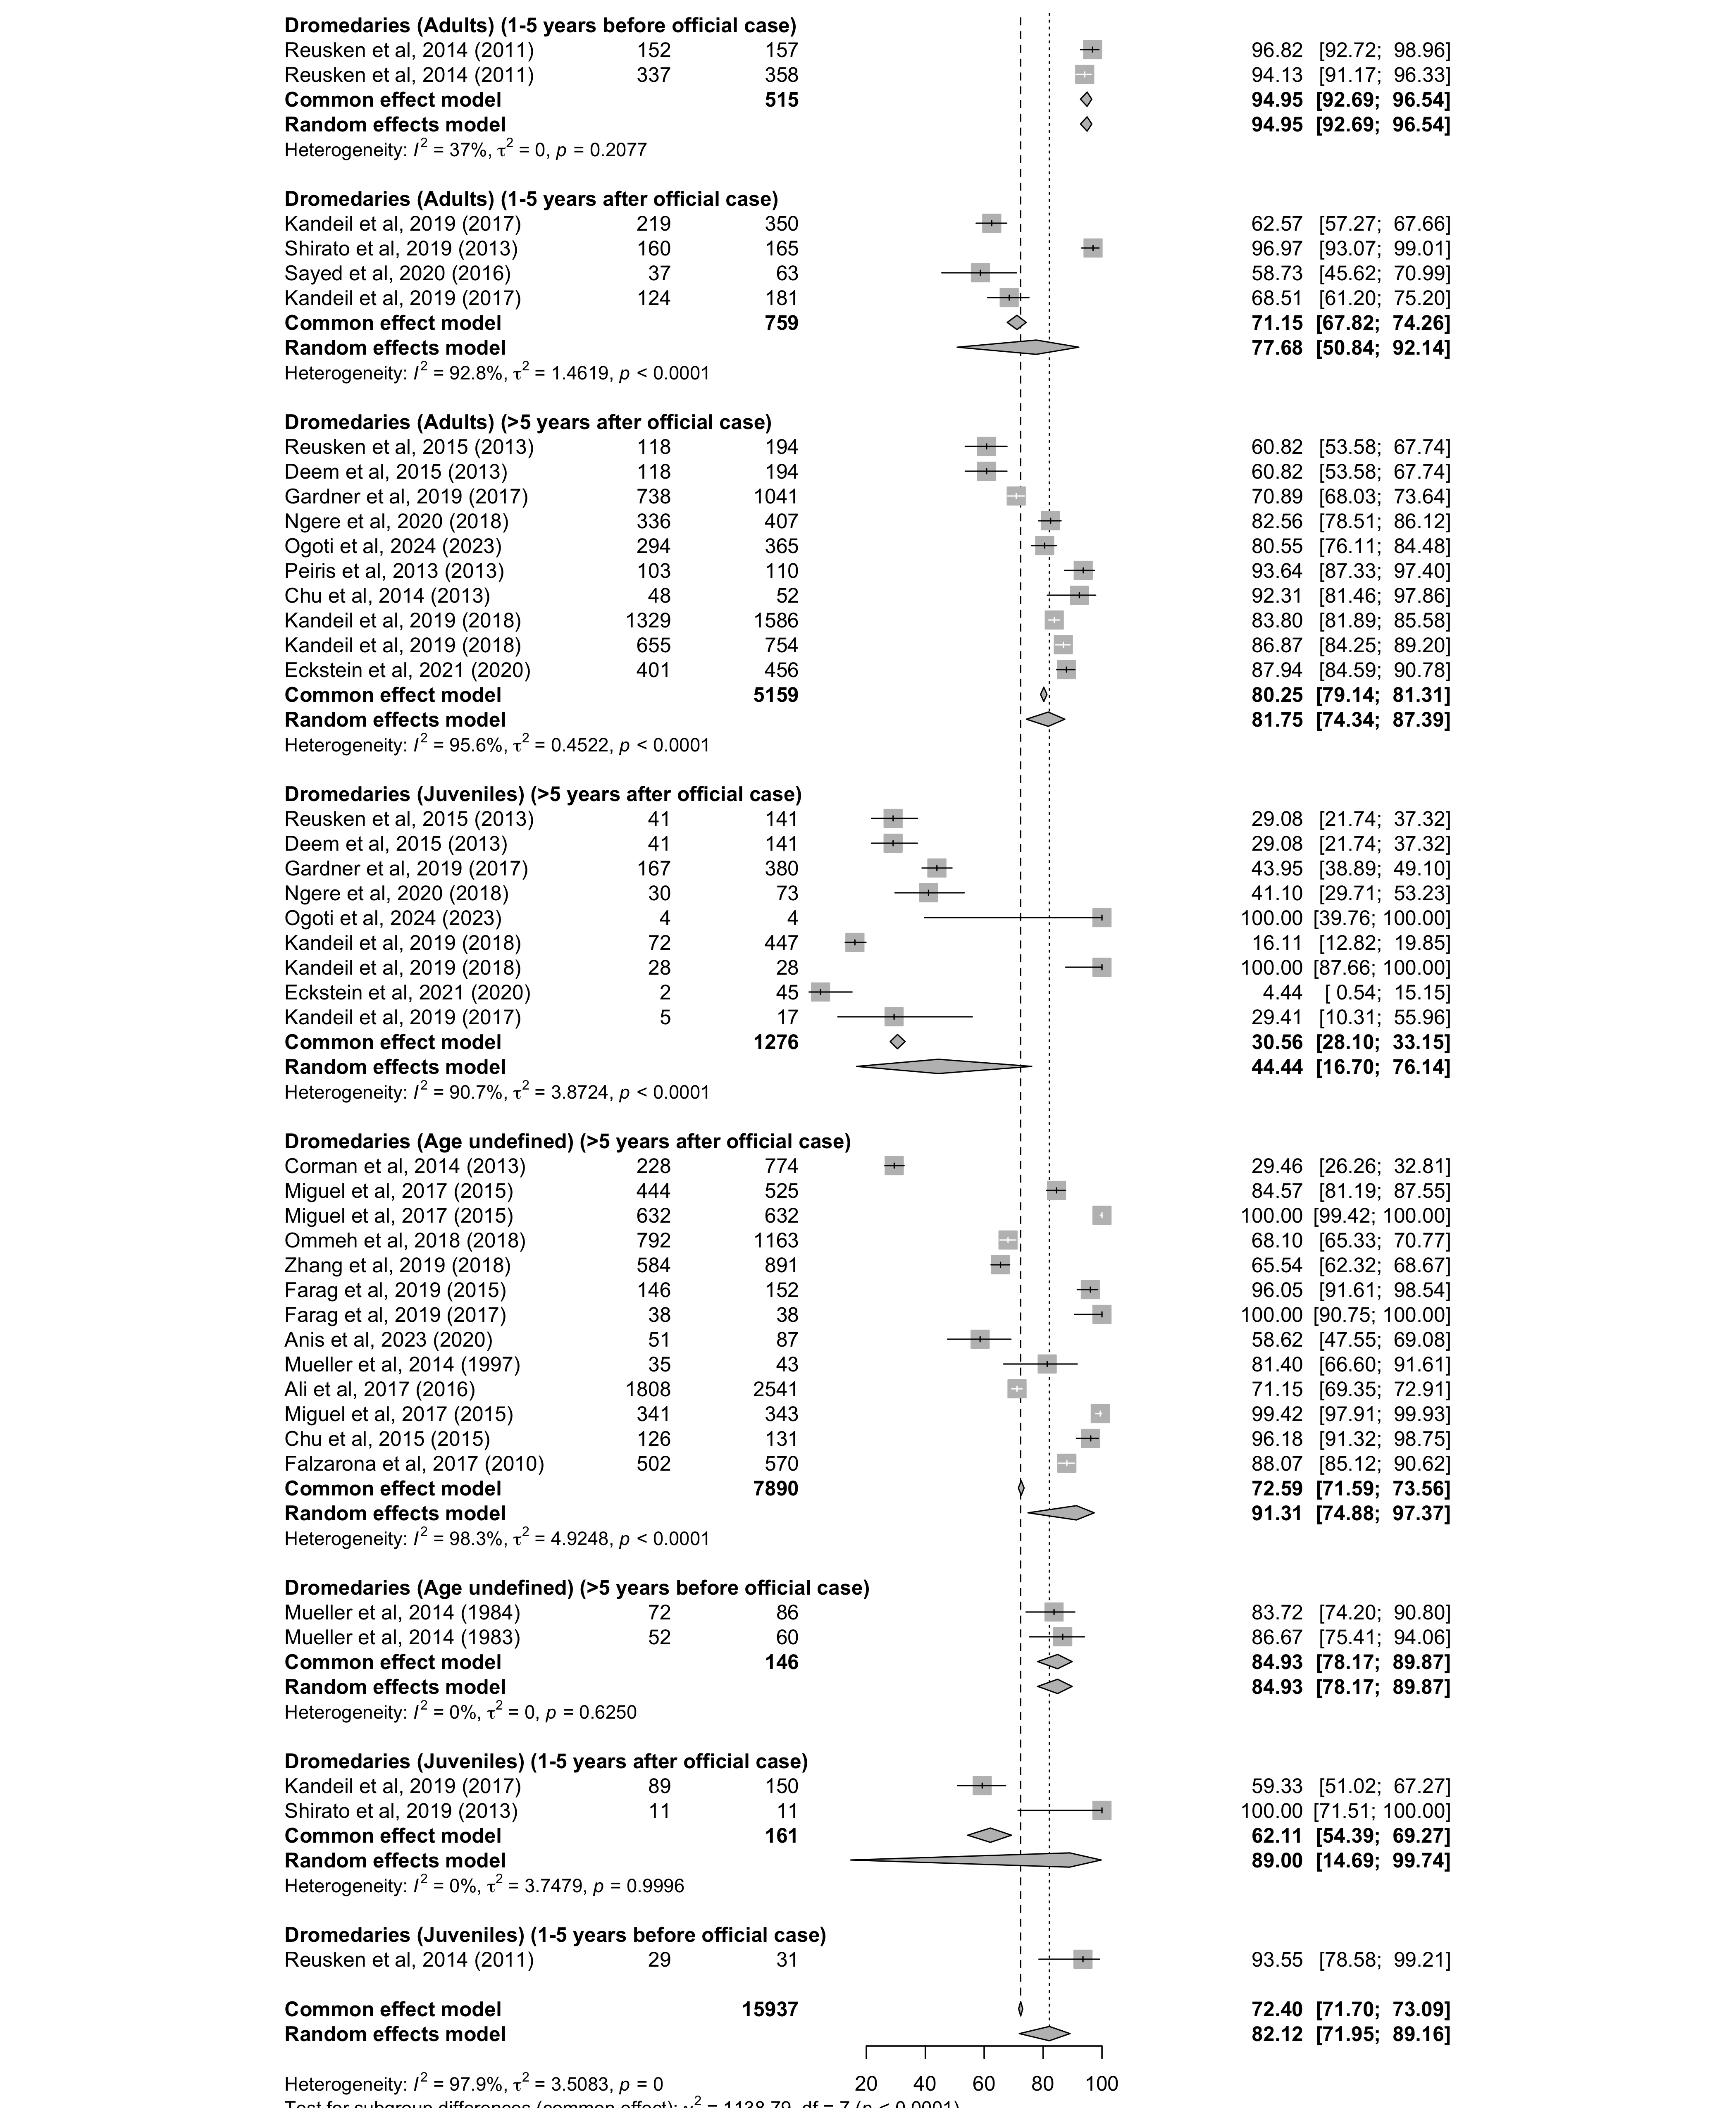 Dromedaries (Adults) (1-5 years before official case)
Reusken et al, 2014 (2011) 152 157 96.82 [92.72; 98.96]
Reusken et al, 2014 (2011) 337 358 94.13 [91.17; 96.33]
Common effect model 515 94.95 [92.69; 96.54]
Random effects model 94.95 [92.69; 96.54]
Heterogeneity: I² = 37%, τ² = 0, p = 0.2077
Dromedaries (Adults) (1-5 years after official case)
Kandeil et al, 2019 (2017) 219 350 62.57 [57.27; 67.66]
Shirato et al, 2019 (2013) 160 165 96.97 [93.07; 99.01]
Sayed et al, 2020 (2016) 37 63 58.73 [45.62; 70.99]
Kandeil et al, 2019 (2017) 124 181 68.51 [61.20; 75.20]
Common effect model 759 71.15 [67.82; 74.26]
Random effects model 77.68 [50.84; 92.14]
Heterogeneity: I² = 92.8%, τ² = 1.4619, p < 0.0001
Dromedaries (Adults) (>5 years after official case)
Reusken et al, 2015 (2013) 118 194 60.82 [53.58; 67.74]
Deem et al, 2015 (2013) 118 194 60.82 [53.58; 67.74]
Gardner et al, 2019 (2017) 738 1041 70.89 [68.03; 73.64]
Ngere et al, 2020 (2018) 336 407 82.56 [78.51; 86.12]
Ogoti et al, 2024 (2023) 294 365 80.55 [76.11; 84.48]
Peiris et al, 2013 (2013) 103 110 93.64 [87.33; 97.40]
Chu et al, 2014 (2013) 48 52 92.31 [81.46; 97.86]
Kandeil et al, 2019 (2018) 1329 1586 83.80 [81.89; 85.58]
Kandeil et al, 2019 (2018) 655 754 86.87 [84.25; 89.20]
Eckstein et al, 2021 (2020) 401 456 87.94 [84.59; 90.78]
Common effect model 5159 80.25 [79.14; 81.31]
Random effects model 81.75 [74.34; 87.39]
Heterogeneity: I² = 95.6%, τ² = 0.4522, p < 0.0001
Dromedaries (Juveniles) (>5 years after official case)
Reusken et al, 2015 (2013) 41 141 29.08 [21.74; 37.32]
Deem et al, 2015 (2013) 41 141 29.08 [21.74; 37.32]
Gardner et al, 2019 (2017) 167 380 43.95 [38.89; 49.10]
Ngere et al, 2020 (2018) 30 73 41.10 [29.71; 53.23]
Ogoti et al, 2024 (2023) 4 4 100.00 [39.76; 100.00]
Kandeil et al, 2019 (2018) 72 447 16.11 [12.82; 19.85]
Kandeil et al, 2019 (2018) 28 28 100.00 [87.66; 100.00]
Eckstein et al, 2021 (2020) 2 45 4.44 [ 0.54; 15.15]
Kandeil et al, 2019 (2017) 5 17 29.41 [10.31; 55.96]
Common effect model 1276 30.56 [28.10; 33.15]
Random effects model 44.44 [16.70; 76.14]
Heterogeneity: I² = 90.7%, τ² = 3.8724, p < 0.0001
Dromedaries (Age undefined) (>5 years after official case)
Corman et al, 2014 (2013) 228 774 29.46 [26.26; 32.81]
Miguel et al, 2017 (2015) 444 525 84.57 [81.19; 87.55]
Miguel et al, 2017 (2015) 632 632 100.00 [99.42; 100.00]
Ommeh et al, 2018 (2018) 792 1163 68.10 [65.33; 70.77]
Zhang et al, 2019 (2018) 584 891 65.54 [62.32; 68.67]
Farag et al, 2019 (2015) 146 152 96.05 [91.61; 98.54]
Farag et al, 2019 (2017) 38 38 100.00 [90.75; 100.00]
Anis et al, 2023 (2020) 51 87 58.62 [47.55; 69.08]
Mueller et al, 2014 (1997) 35 43 81.40 [66.60; 91.61]
Ali et al, 2017 (2016) 1808 2541 71.15 [69.35; 72.91]
Miguel et al, 2017 (2015) 341 343 99.42 [97.91; 99.93]
Chu et al, 2015 (2015) 126 131 96.18 [91.32; 98.75]
Falzarona et al, 2017 (2010) 502 570 88.07 [85.12; 90.62]
Common effect model 7890 72.59 [71.59; 73.56]
Random effects model 91.31 [74.88; 97.37]
Heterogeneity: I² = 98.3%, τ² = 4.9248, p < 0.0001
Dromedaries (Age undefined) (>5 years before official case)
Mueller et al, 2014 (1984) 72 86 83.72 [74.20; 90.80]
Mueller et al, 2014 (1983) 52 60 86.67 [75.41; 94.06]
Common effect model 146 84.93 [78.17; 89.87]
Random effects model 84.93 [78.17; 89.87]
Heterogeneity: I² = 0%, τ² = 0, p = 0.6250
Dromedaries (Juveniles) (1-5 years after official case)
Kandeil et al, 2019 (2017) 89 150 59.33 [51.02; 67.27]
Shirato et al, 2019 (2013) 11 11 100.00 [71.51; 100.00]
Common effect model 161 62.11 [54.39; 69.27]
Random effects model 89.00 [14.69; 99.74]
Heterogeneity: I² = 0%, τ² = 3.7479, p = 0.9996
Dromedaries (Juveniles) (1-5 years before official case)
Reusken et al, 2014 (2011) 29 31 93.55 [78.58; 99.21]
Common effect model 15937 72.40 [71.70; 73.09]
Random effects model 82.12 [71.95; 89.16]
Heterogeneity: I² = 97.9%, τ² = 3.5083, p = 0
20 40 60 80 100
Test for subgroup differences (common effect): χ² = 1138.79, df = 7 (p < 0.0001)